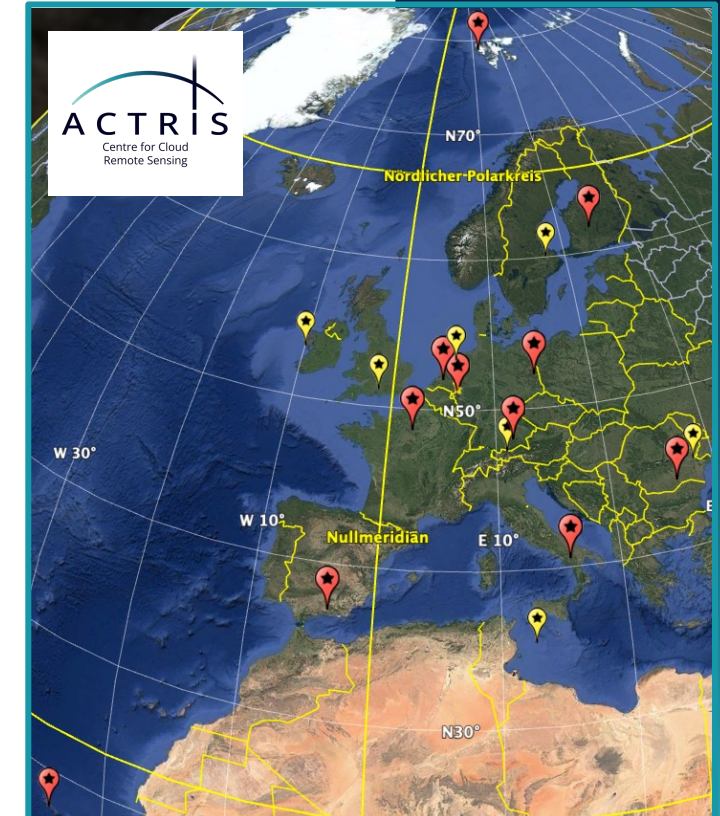 ACTRIS
Centre for Cloud
Remote Sensing
N70°
Nördlicher Polarkreis
N50°
W 30°
W 10°
Nullmeridian
E 10°
E
N30°